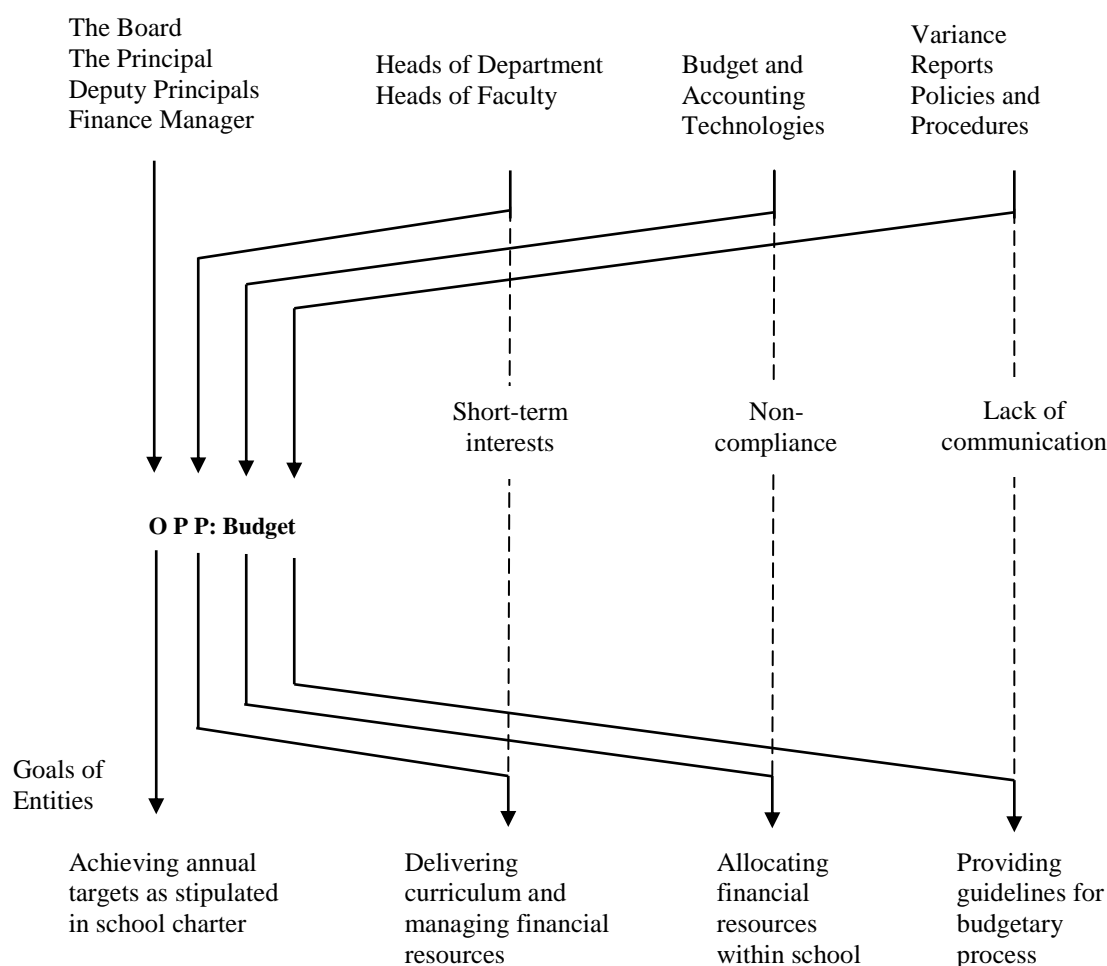 The Board
The Principal
Deputy Principals
Finance Manager
Heads of Department
Heads of Faculty
Budget and
Accounting
Technologies
Variance
Reports
Policies and
Procedures
Short-term
interests
Non-
compliance
Lack of
communication
O P P: Budget
Goals of
Entities
Achieving annual
targets as stipulated
in school charter
Delivering
curriculum and
managing financial
resources
Allocating
financial
resources
within school
Providing
guidelines for
budgetary
process